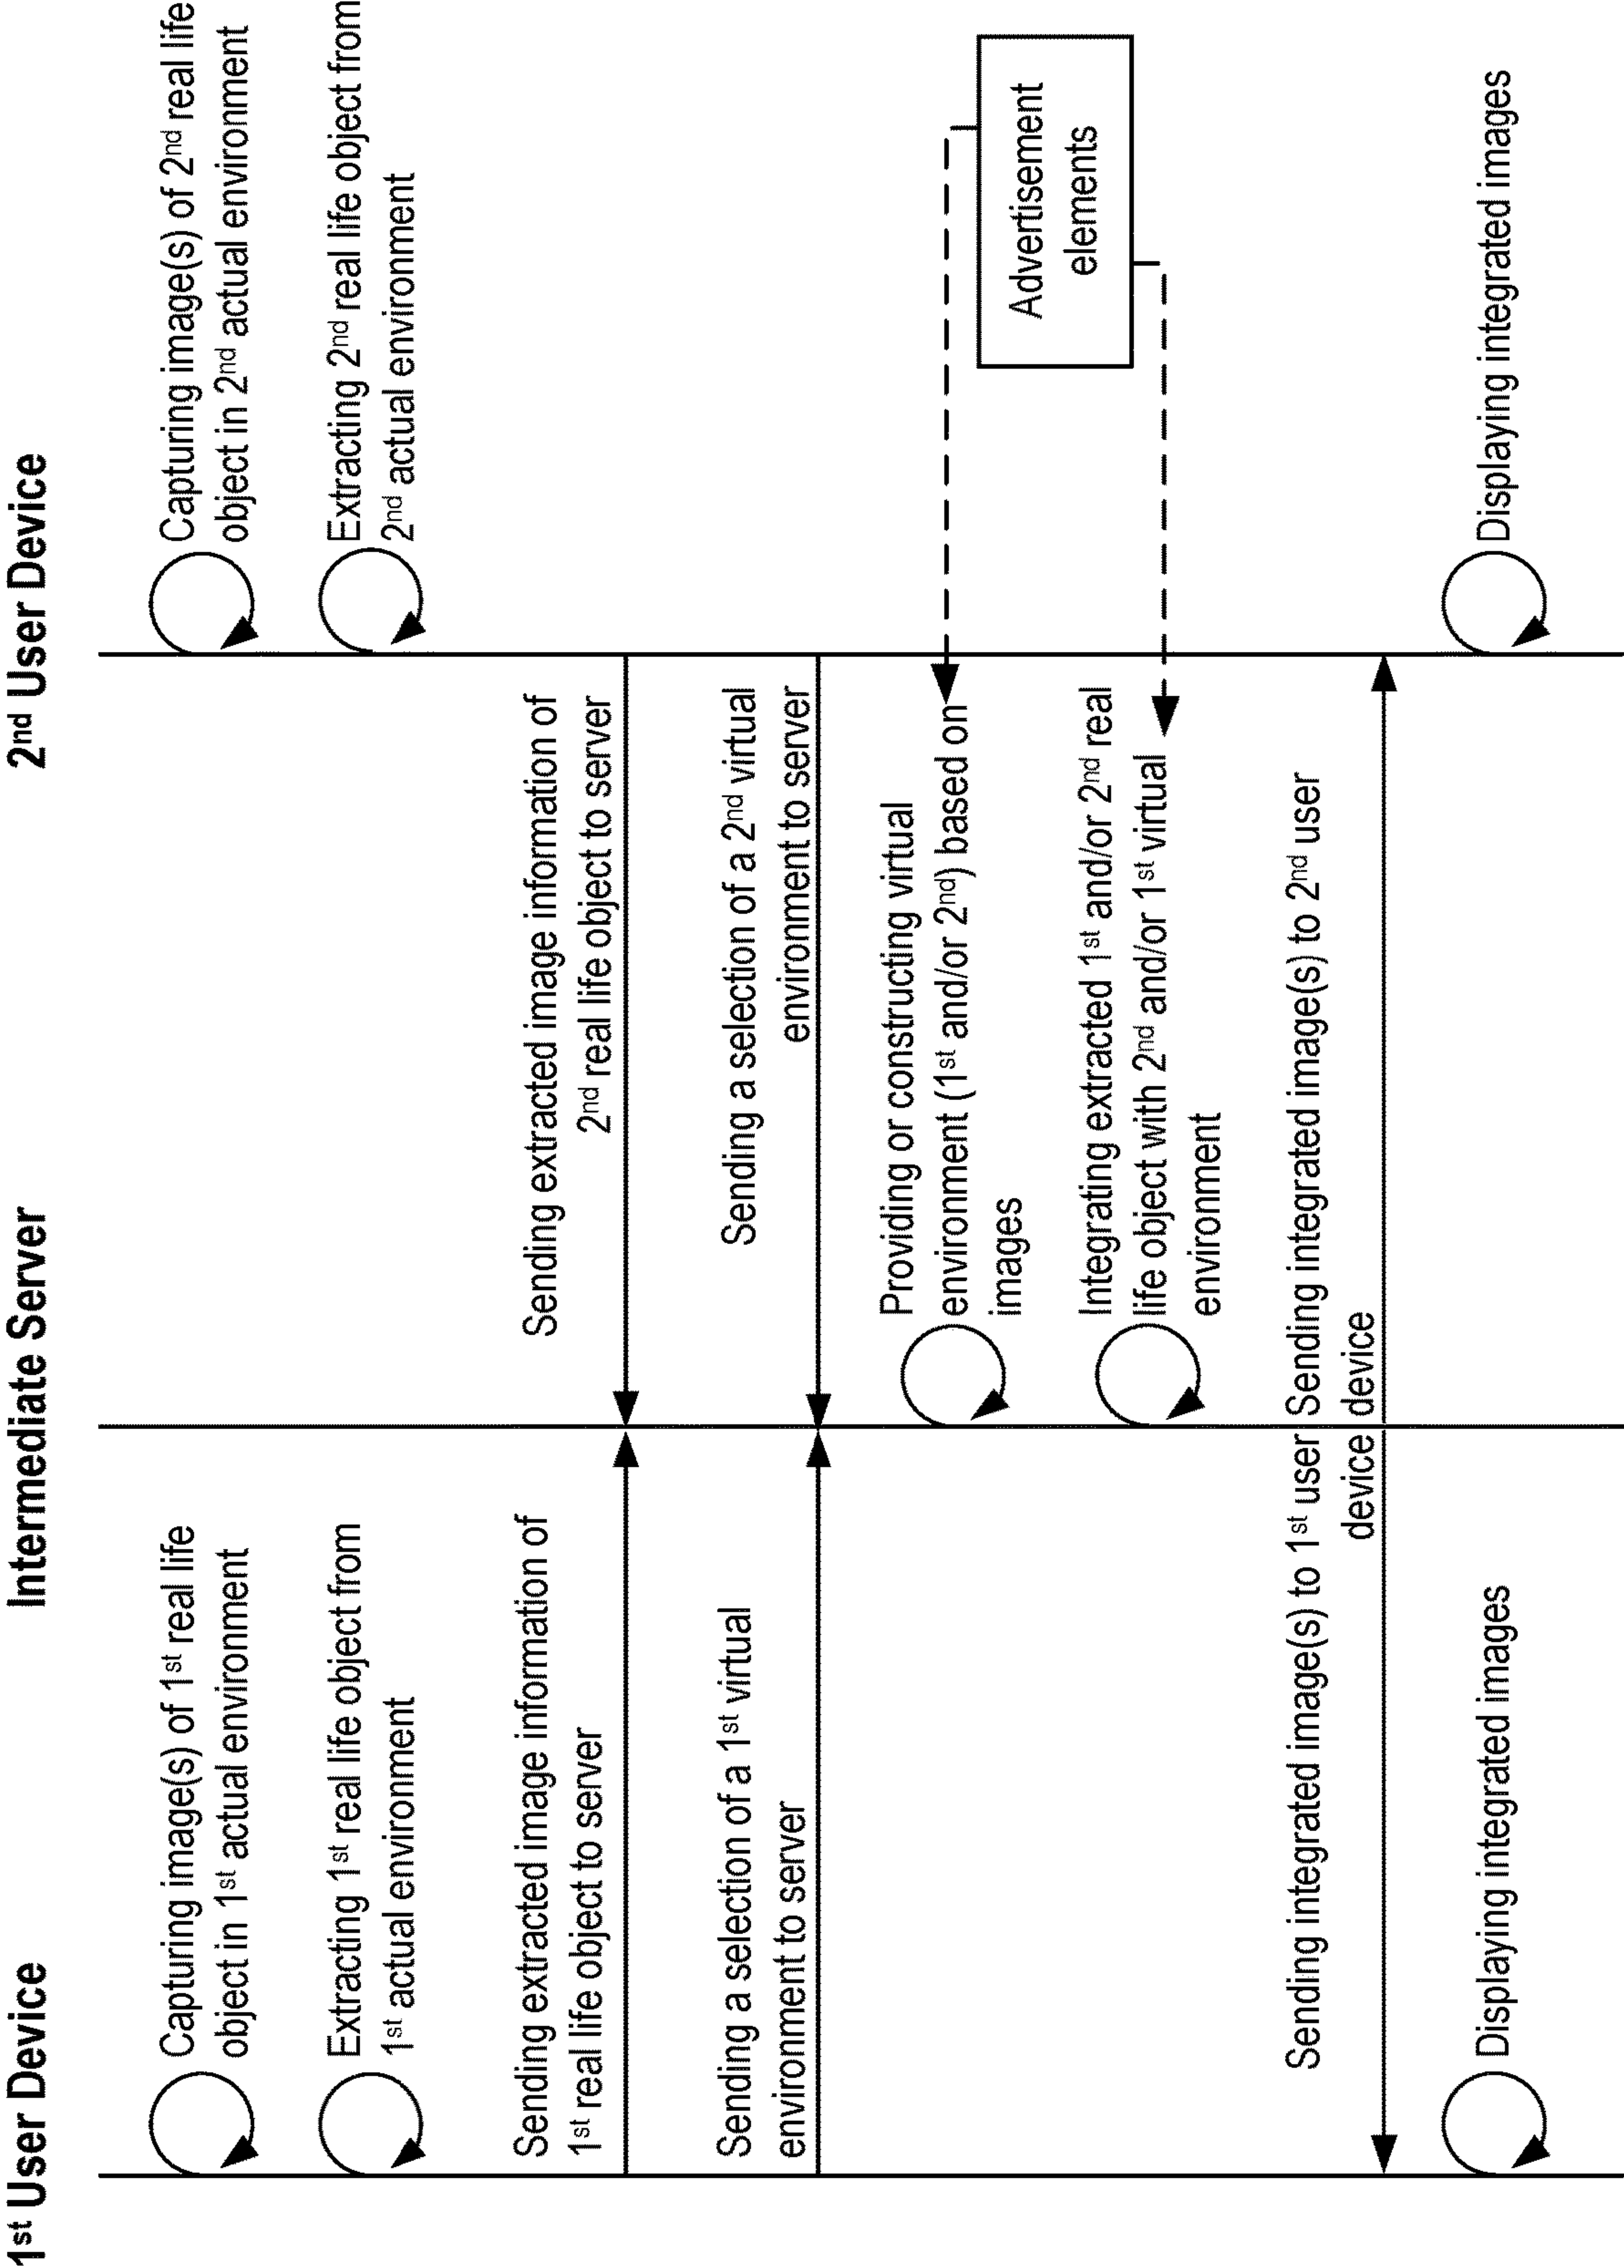 1st User Device
Intermediate Server
2nd User Device
Capturing image(s) of 1st real life
object in 1st actual environment
Capturing image(s) of 2nd real life
object in 2nd actual environment
Extracting 1st real life object from
1st actual environment
Extracting 2nd real life object from
2nd actual environment
Sending extracted image information of
1st real life object to server
Sending extracted image information of
2nd real life object to server
Sending a selection of a 1st virtual
environment to server
Sending a selection of a 2nd virtual
environment to server
Providing or constructing virtual
environment (1st and/or 2nd) based on
images
Advertisement
elements
Integrating extracted 1st and/or 2nd real
life object with 2nd and/or 1st virtual
environment
Sending integrated image(s) to 1st user
device
Sending integrated image(s) to 2nd user
device
Displaying integrated images
Displaying integrated images